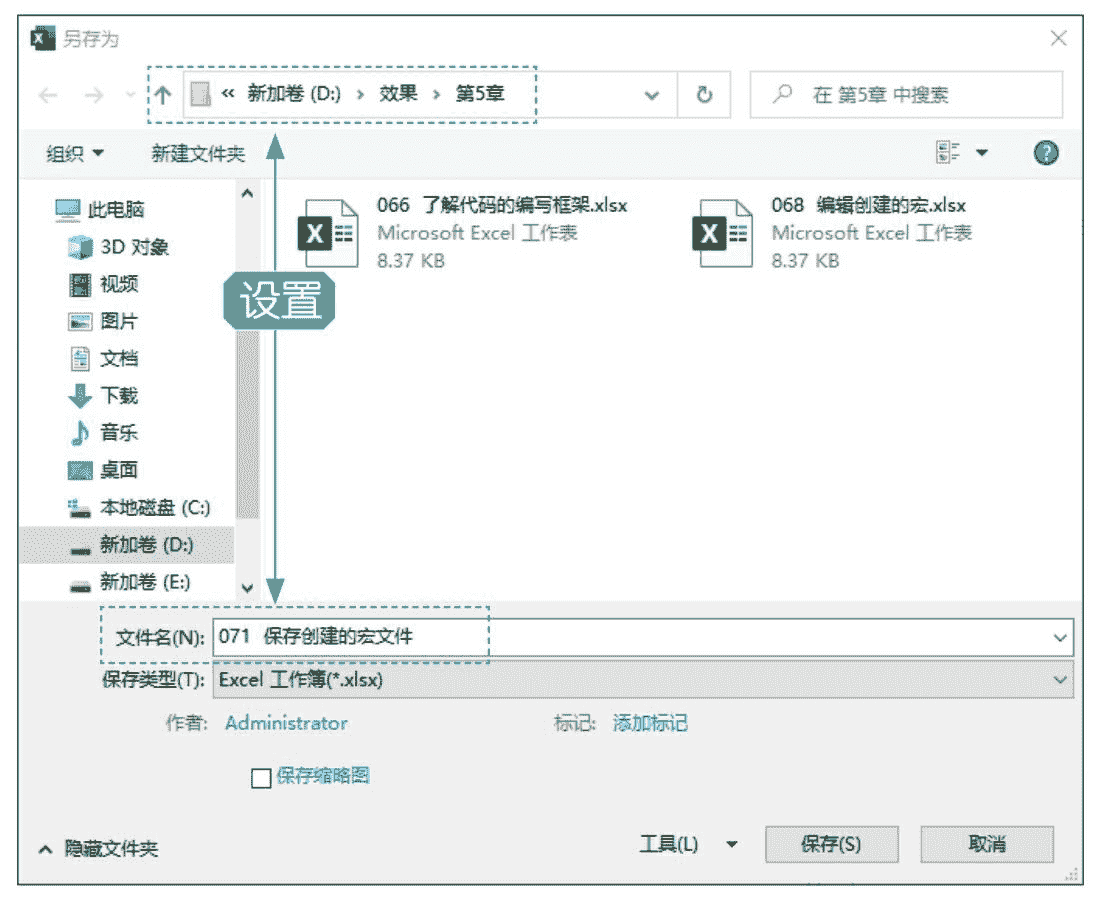 另存为
« 新加卷 (D:) › 效果 › 第5章
在 第5章 中搜索
组织 新建文件夹
此电脑
3D 对象
视频
图片
文档
下载
音乐
桌面
本地磁盘 (C:)
新加卷 (D:)
新加卷 (E:)
066 了解代码的编写框架.xlsx
Microsoft Excel 工作表
8.37 KB
068 编辑创建的宏.xlsx
Microsoft Excel 工作表
8.37 KB
设置
文件名(N): 071 保存创建的宏文件
保存类型(T): Excel 工作簿(*.xlsx)
作者: Administrator 标记: 添加标记
保存缩略图
隐藏文件夹 工具(L) 保存(S) 取消